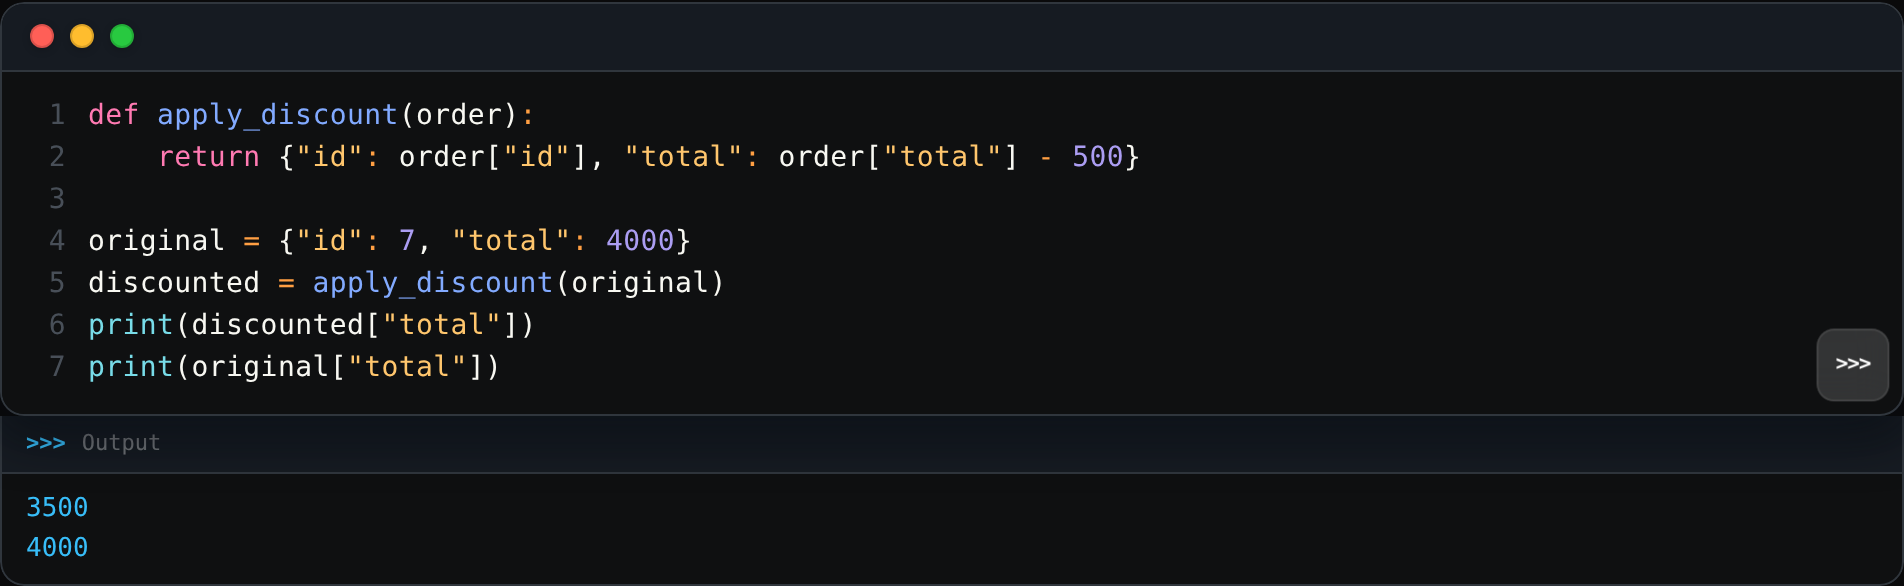 1 def apply_discount(order):
2     return {"id": order["id"], "total": order["total"] - 500}
3
4 original = {"id": 7, "total": 4000}
5 discounted = apply_discount(original)
6 print(discounted["total"])
7 print(original["total"])
>>>
>>> Output
3500
4000